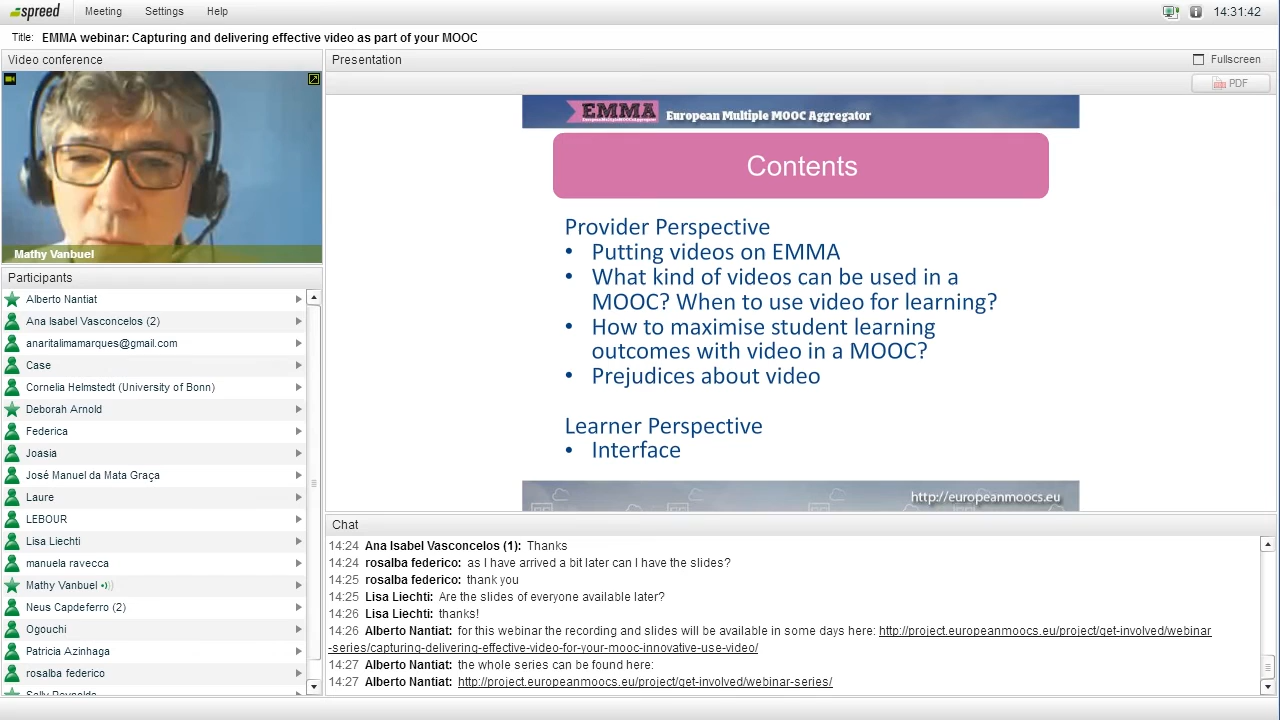 spreed Meeting Settings Help 14:31:42
Title: EMMA webinar: Capturing and delivering effective video as part of your MOOC
Video conference
Mathy Vanbuel
Participants
Alberto Nantiat
Ana Isabel Vasconcelos (2)
anaritalimamarques@gmail.com
Case
Cornelia Helmstedt (University of Bonn)
Deborah Arnold
Federica
Joasia
José Manuel da Mata Graça
Laure
LEBOUR
Lisa Liechti
manuela ravecca
Mathy Vanbuel
Neus Capdeferro (2)
Ogouchi
Patricia Azinhaga
rosalba federico
Presentation Fullscreen
PDF
EMMA European Multiple MOOC Aggregator
Contents
Provider Perspective
• Putting videos on EMMA
• What kind of videos can be used in a
MOOC? When to use video for learning?
• How to maximise student learning
outcomes with video in a MOOC?
• Prejudices about video
Learner Perspective
• Interface
http://europeanmoocs.eu
Chat
14:24 Ana Isabel Vasconcelos (1): Thanks
14:24 rosalba federico: as I have arrived a bit later can I have the slides?
14:25 rosalba federico: thank you
14:25 Lisa Liechti: Are the slides of everyone available later?
14:26 Lisa Liechti: thanks!
14:26 Alberto Nantiat: for this webinar the recording and slides will be available in some days here: http://project.europeanmoocs.eu/project/get-involved/webinar
-series/capturing-delivering-effective-video-for-your-mooc-innovative-use-video/
14:27 Alberto Nantiat: the whole series can be found here:
14:27 Alberto Nantiat: http://project.europeanmoocs.eu/project/get-involved/webinar-series/